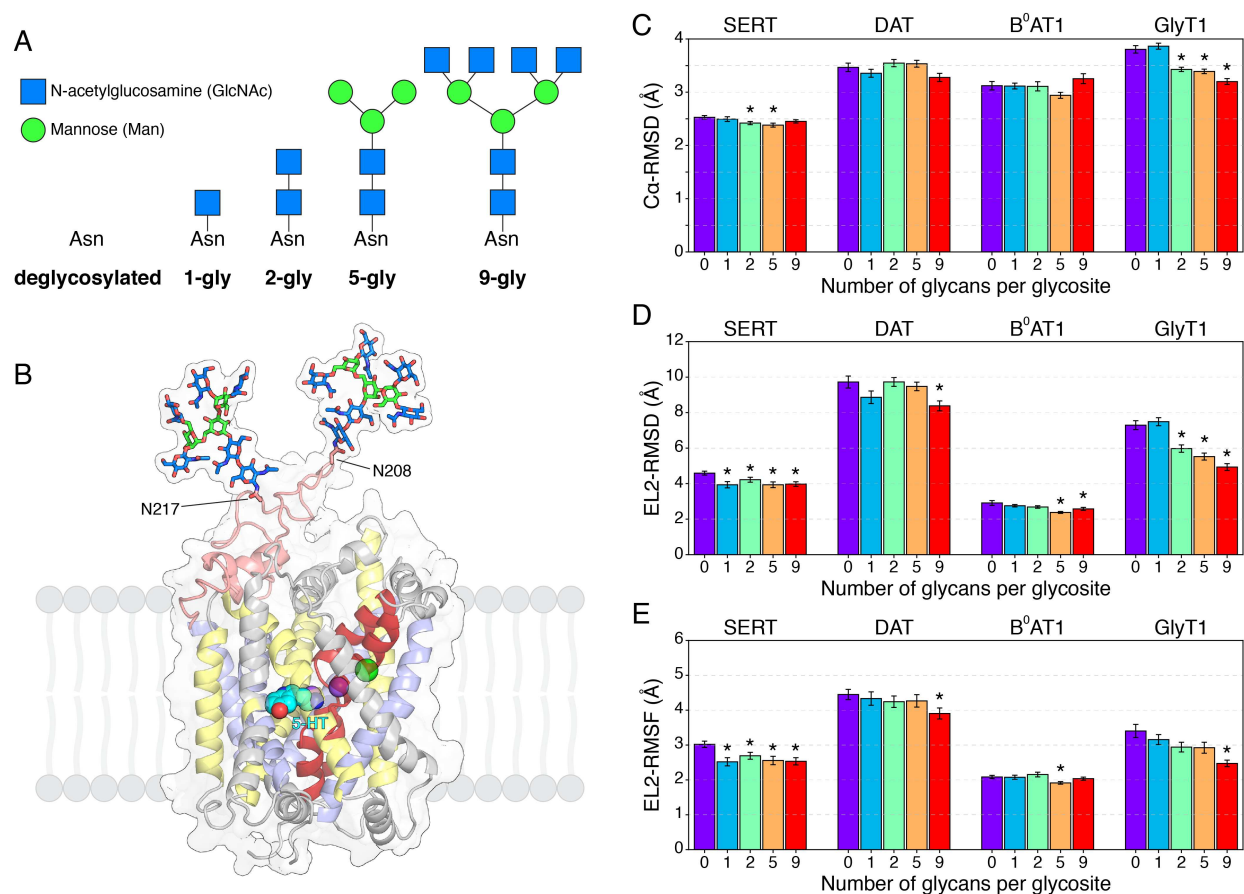 A
N-acetylglucosamine (GlcNAc)
Mannose (Man)
Asn Asn Asn Asn Asn
deglycosylated 1-gly 2-gly 5-gly 9-gly
B
N208
N217
5-HT
C
SERT DAT B⁰AT1 GlyT1
Cα-RMSD (Å)
4
3
2
1
0
* * * * *
0 1 2 5 9 0 1 2 5 9 0 1 2 5 9 0 1 2 5 9
Number of glycans per glycosite
D
SERT DAT B⁰AT1 GlyT1
EL2-RMSD (Å)
12
10
8
6
4
2
0
* * * * * * * * * *
0 1 2 5 9 0 1 2 5 9 0 1 2 5 9 0 1 2 5 9
Number of glycans per glycosite
E
SERT DAT B⁰AT1 GlyT1
EL2-RMSF (Å)
6
5
4
3
2
1
0
* * * * * * *
0 1 2 5 9 0 1 2 5 9 0 1 2 5 9 0 1 2 5 9
Number of glycans per glycosite